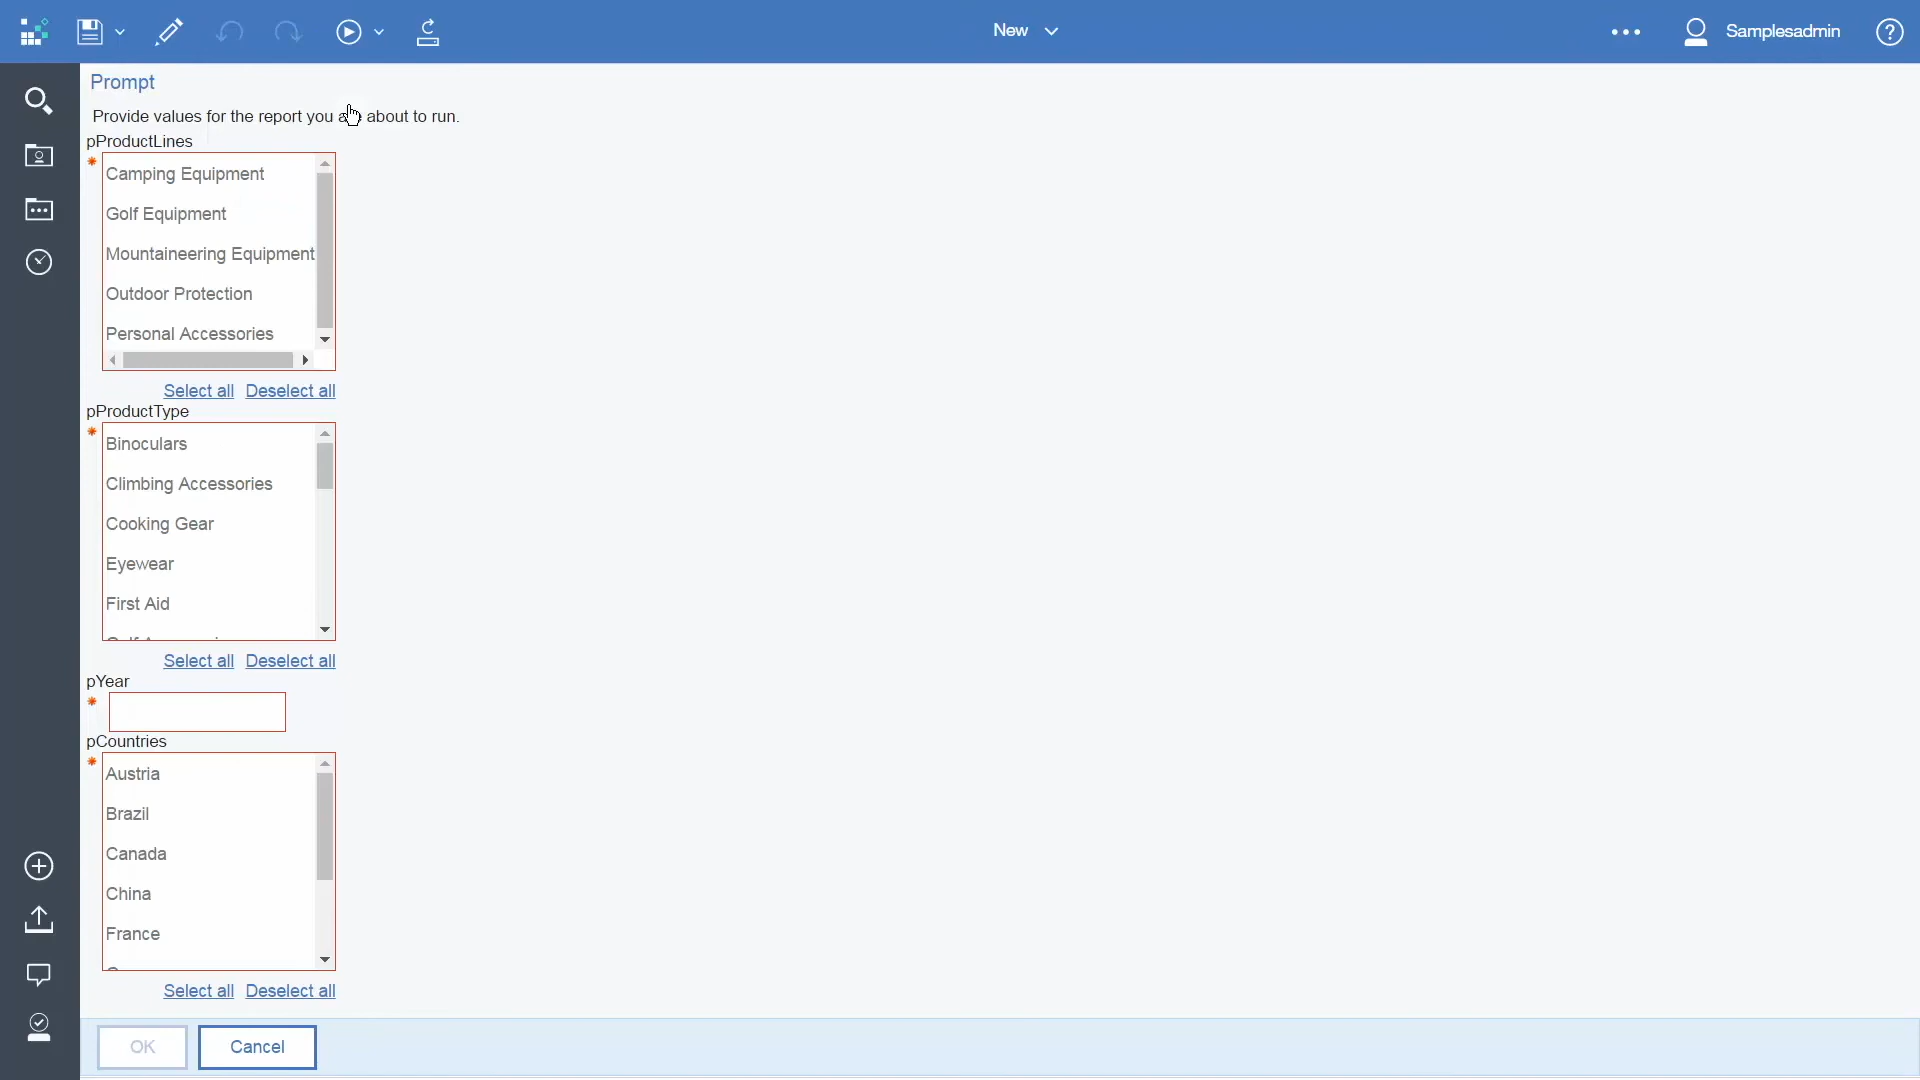 New
Samplesadmin
Prompt
Provide values for the report you about to run.
pProductLines
Camping Equipment
Golf Equipment
Mountaineering Equipment
Outdoor Protection
Personal Accessories
Select all Deselect all
pProductType
Binoculars
Climbing Accessories
Cooking Gear
Eyewear
First Aid
Select all Deselect all
pYear
pCountries
Austria
Brazil
Canada
China
France
Select all Deselect all
OK Cancel